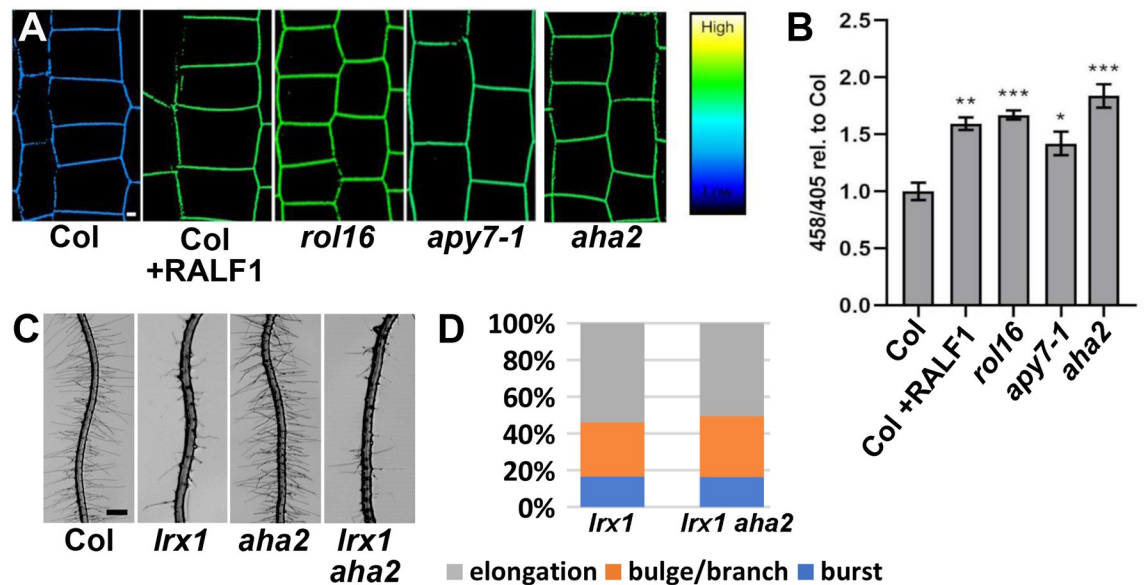 A
High
Low
Col
Col
+RALF1
rol16
apy7-1
aha2
B
458/405 rel. to Col
2.5
2.0
1.5
1.0
0.5
0.0
**
***
*
***
Col
Col +RALF1
rol16
apy7-1
aha2
C
Col
lrx1
aha2
lrx1
aha2
D
100%
80%
60%
40%
20%
0%
lrx1
lrx1 aha2
elongation
bulge/branch
burst